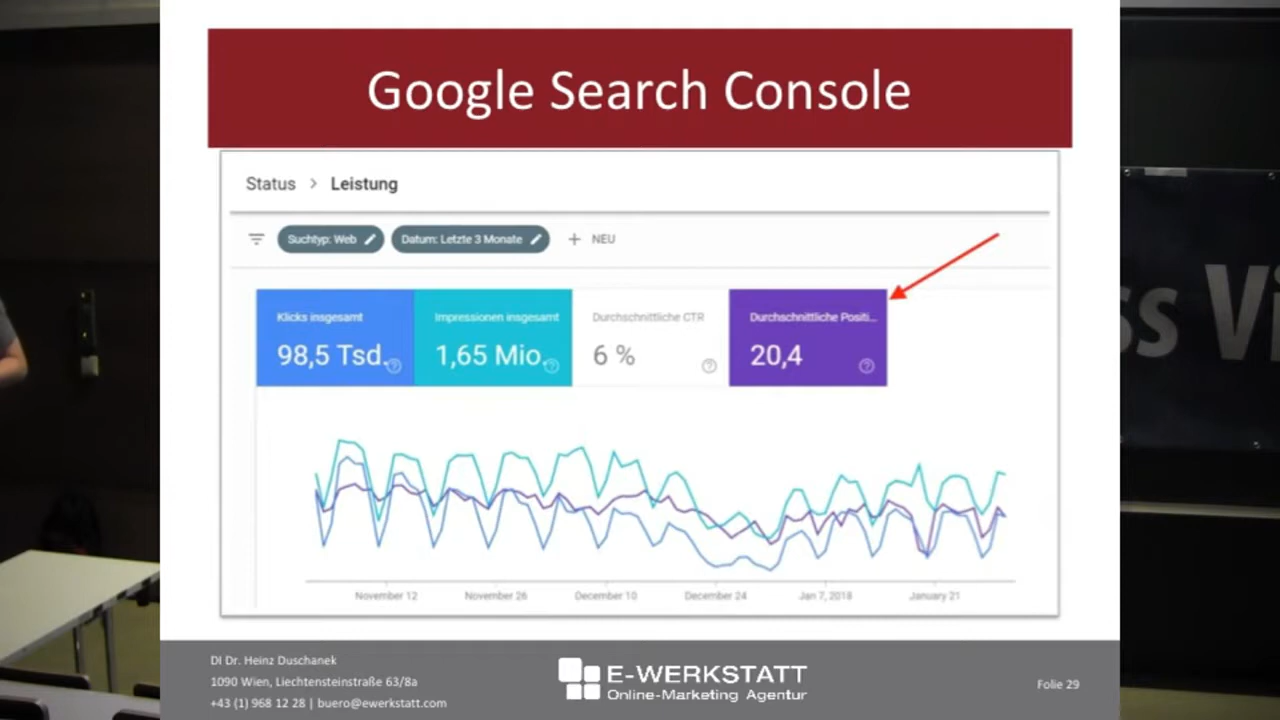 Google Search Console
Status > Leistung
Suchtyp: Web
Datum: Letzte 3 Monate
+ NEU
Klicks insgesamt
98,5 Tsd.
Impressionen insgesamt
1,65 Mio.
Durchschnittliche CTR
6 %
Durchschnittliche Positi...
20,4
November 12
November 26
December 10
December 24
Jan 7, 2018
January 21
ss Vi
DI Dr. Heinz Duschanek
1090 Wien, Liechtensteinstraße 63/8a
+43 (1) 968 12 28 | buero@ewerkstatt.com
E-WERKSTATT
Online-Marketing Agentur
Folie 29